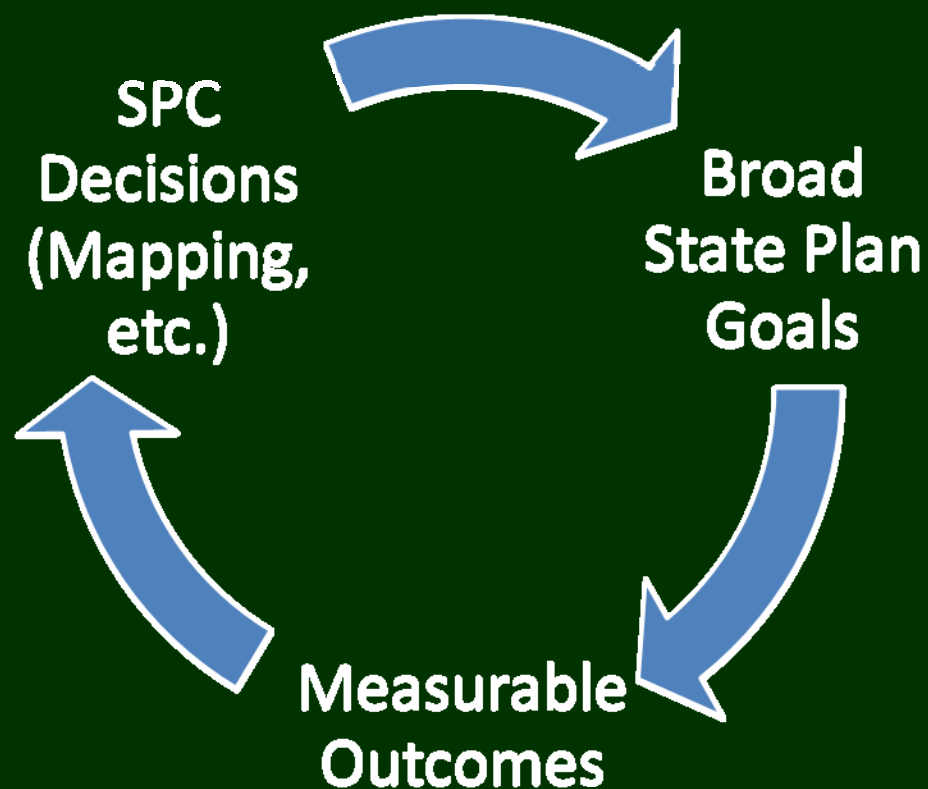 SPC
Decisions
(Mapping,
etc.)
Broad
State Plan
Goals
Measurable
Outcomes